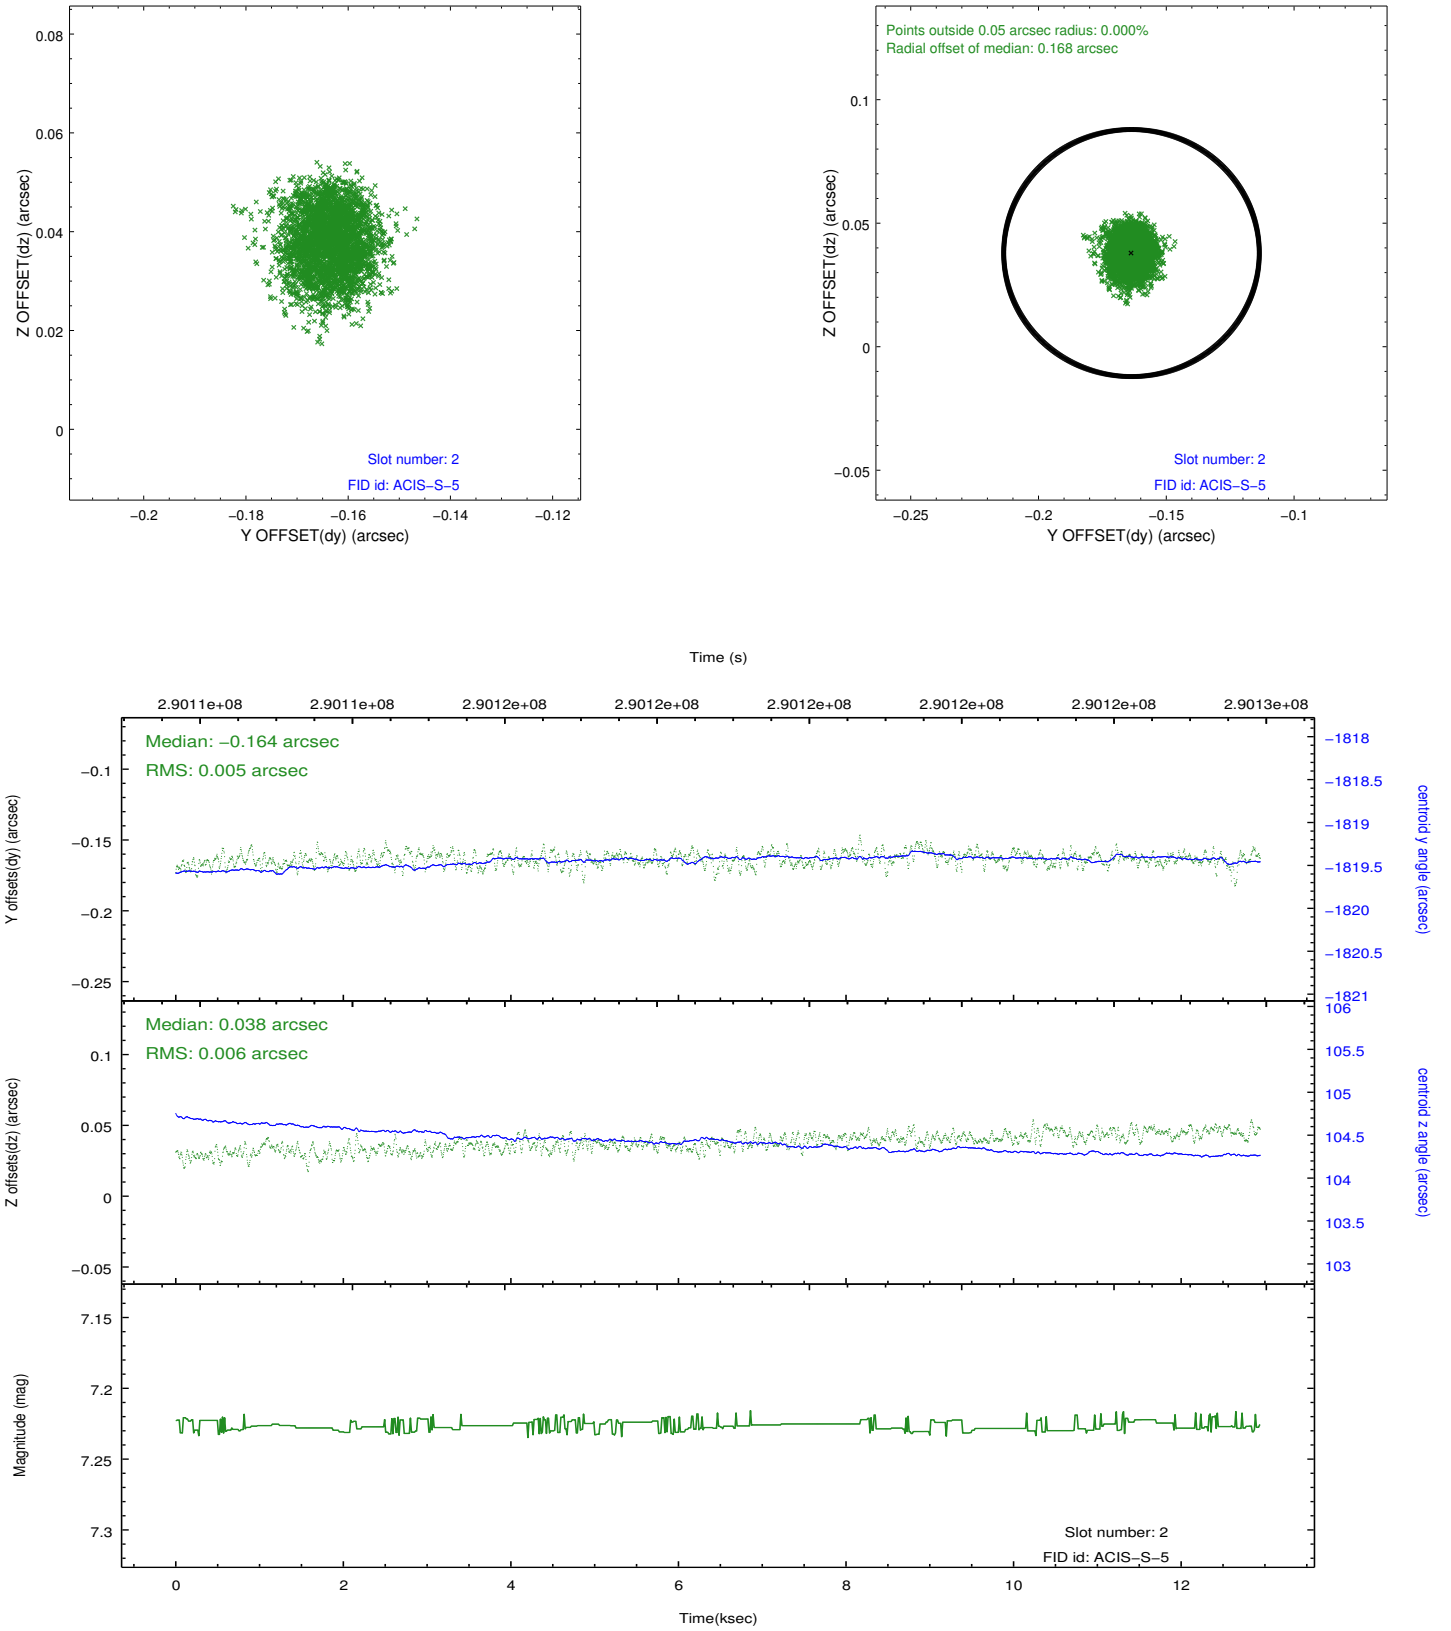 0.08
0.06
0.04
0.02
0
−0.2
−0.18
−0.16
−0.14
−0.12
Z OFFSET(dz) (arcsec)
Y OFFSET(dy) (arcsec)
Slot number: 2
FID id: ACIS−S−5
Points outside 0.05 arcsec radius: 0.000%
Radial offset of median: 0.168 arcsec
0.1
0.05
0
−0.05
−0.25
−0.2
−0.15
−0.1
Z OFFSET(dz) (arcsec)
Y OFFSET(dy) (arcsec)
Slot number: 2
FID id: ACIS−S−5
Time (s)
2.9011e+08
2.9011e+08
2.9012e+08
2.9012e+08
2.9012e+08
2.9012e+08
2.9012e+08
2.9013e+08
Median: −0.164 arcsec
RMS: 0.005 arcsec
−0.1
−0.15
−0.2
−0.25
Y offsets(dy) (arcsec)
−1818
−1818.5
−1819
−1819.5
−1820
−1820.5
−1821
centroid y angle (arcsec)
Median: 0.038 arcsec
RMS: 0.006 arcsec
0.1
0.05
0
−0.05
Z offsets(dz) (arcsec)
106
105.5
105
104.5
104
103.5
103
centroid z angle (arcsec)
7.15
7.2
7.25
7.3
Magnitude (mag)
Slot number: 2
FID id: ACIS−S−5
0
2
4
6
8
10
12
Time(ksec)